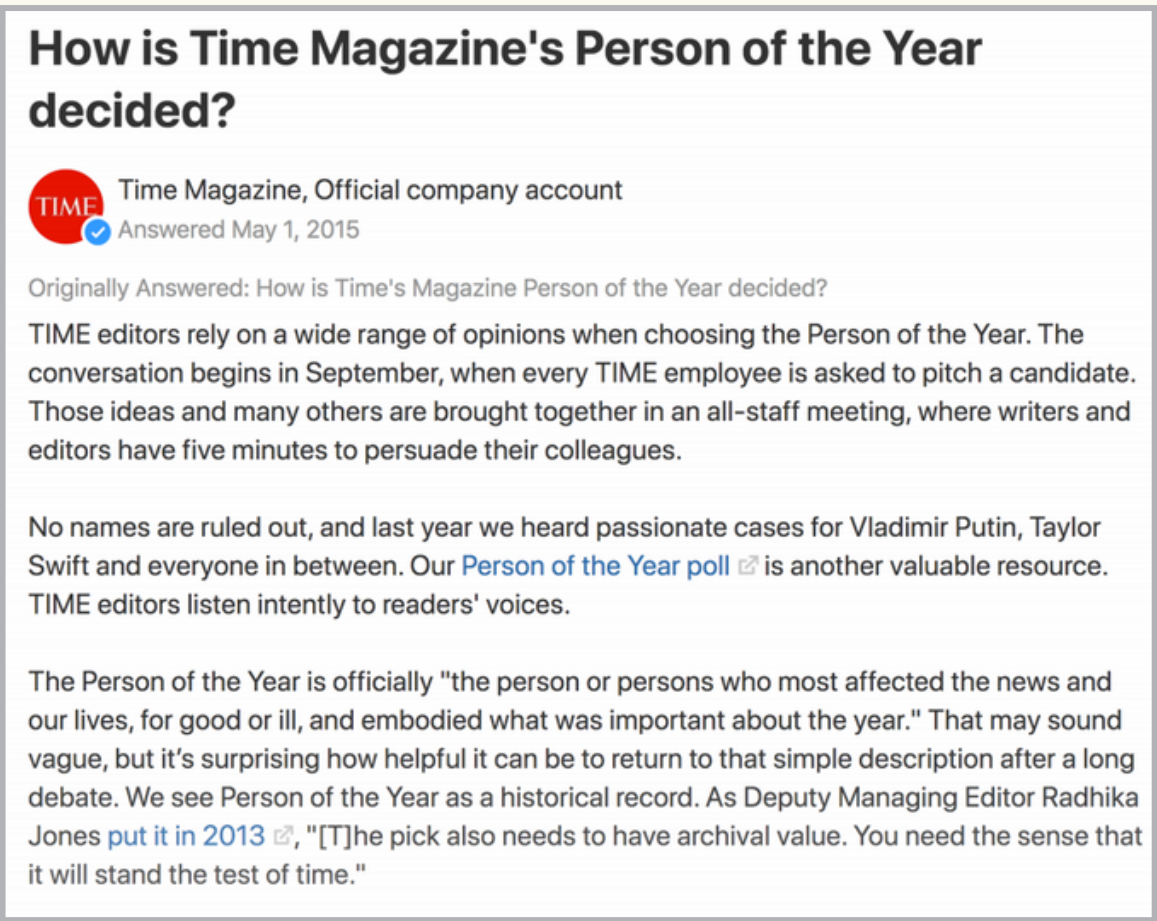 How is Time Magazine's Person of the Year
decided?
TIME
Time Magazine, Official company account
Answered May 1, 2015
Originally Answered: How is Time's Magazine Person of the Year decided?
TIME editors rely on a wide range of opinions when choosing the Person of the Year. The
conversation begins in September, when every TIME employee is asked to pitch a candidate.
Those ideas and many others are brought together in an all-staff meeting, where writers and
editors have five minutes to persuade their colleagues.
No names are ruled out, and last year we heard passionate cases for Vladimir Putin, Taylor
Swift and everyone in between. Our Person of the Year poll is another valuable resource.
TIME editors listen intently to readers' voices.
The Person of the Year is officially "the person or persons who most affected the news and
our lives, for good or ill, and embodied what was important about the year." That may sound
vague, but it’s surprising how helpful it can be to return to that simple description after a long
debate. We see Person of the Year as a historical record. As Deputy Managing Editor Radhika
Jones put it in 2013, "[T]he pick also needs to have archival value. You need the sense that
it will stand the test of time."